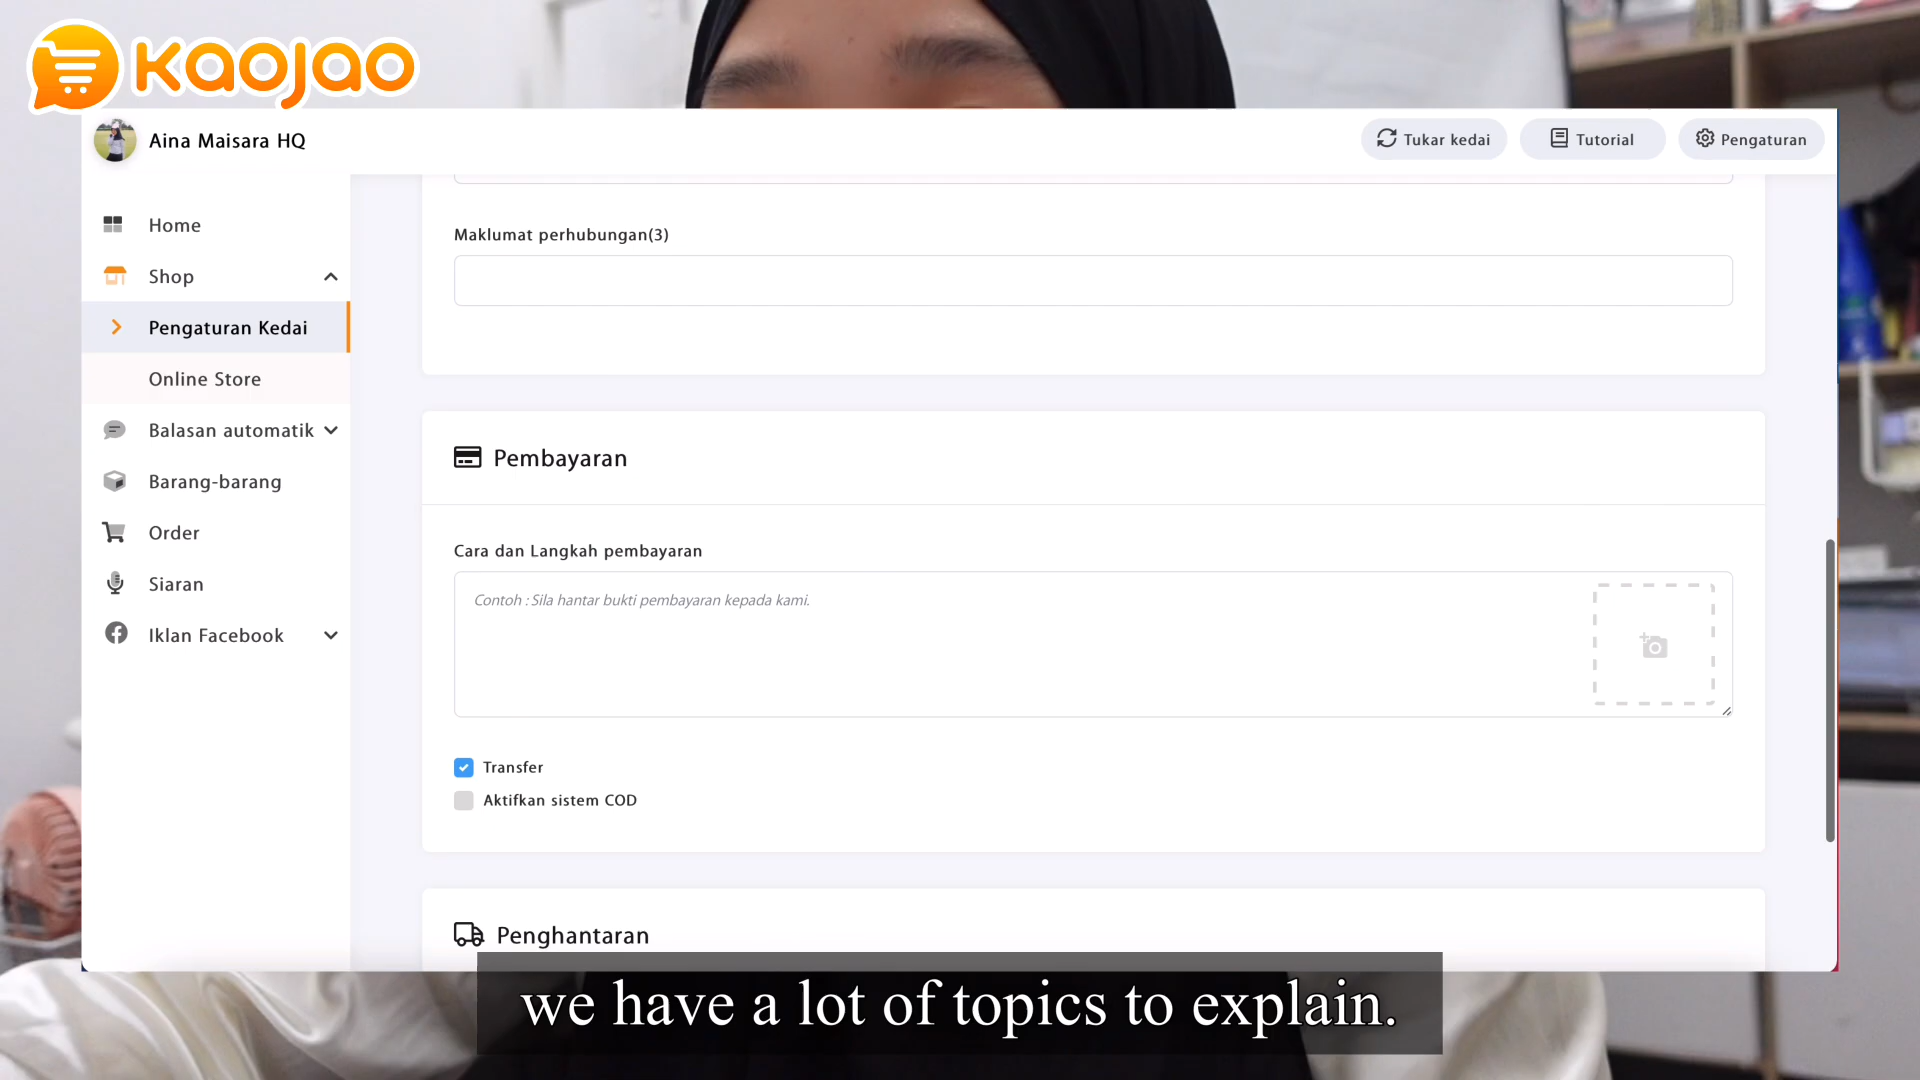 KaoJao
Aina Maisara HQ
Tukar kedai
Tutorial
Pengaturan
Home
Shop
Pengaturan Kedai
Online Store
Balasan automatik
Barang-barang
Order
Siaran
Iklan Facebook
Maklumat perhubungan(3)
Pembayaran
Cara dan Langkah pembayaran
Contoh : Sila hantar bukti pembayaran kepada kami.
Transfer
Aktifkan sistem COD
Penghantaran
we have a lot of topics to explain.